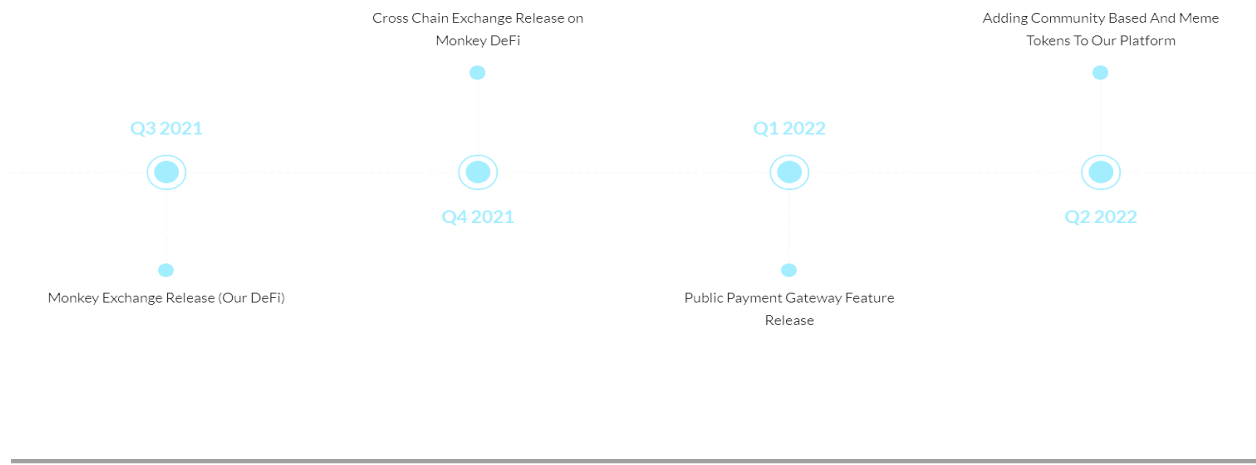 Cross Chain Exchange Release on
Monkey DeFi
Adding Community Based And Meme
Tokens To Our Platform
Q3 2021
Q1 2022
Q4 2021
Q2 2022
Monkey Exchange Release (Our DeFi)
Public Payment Gateway Feature
Release